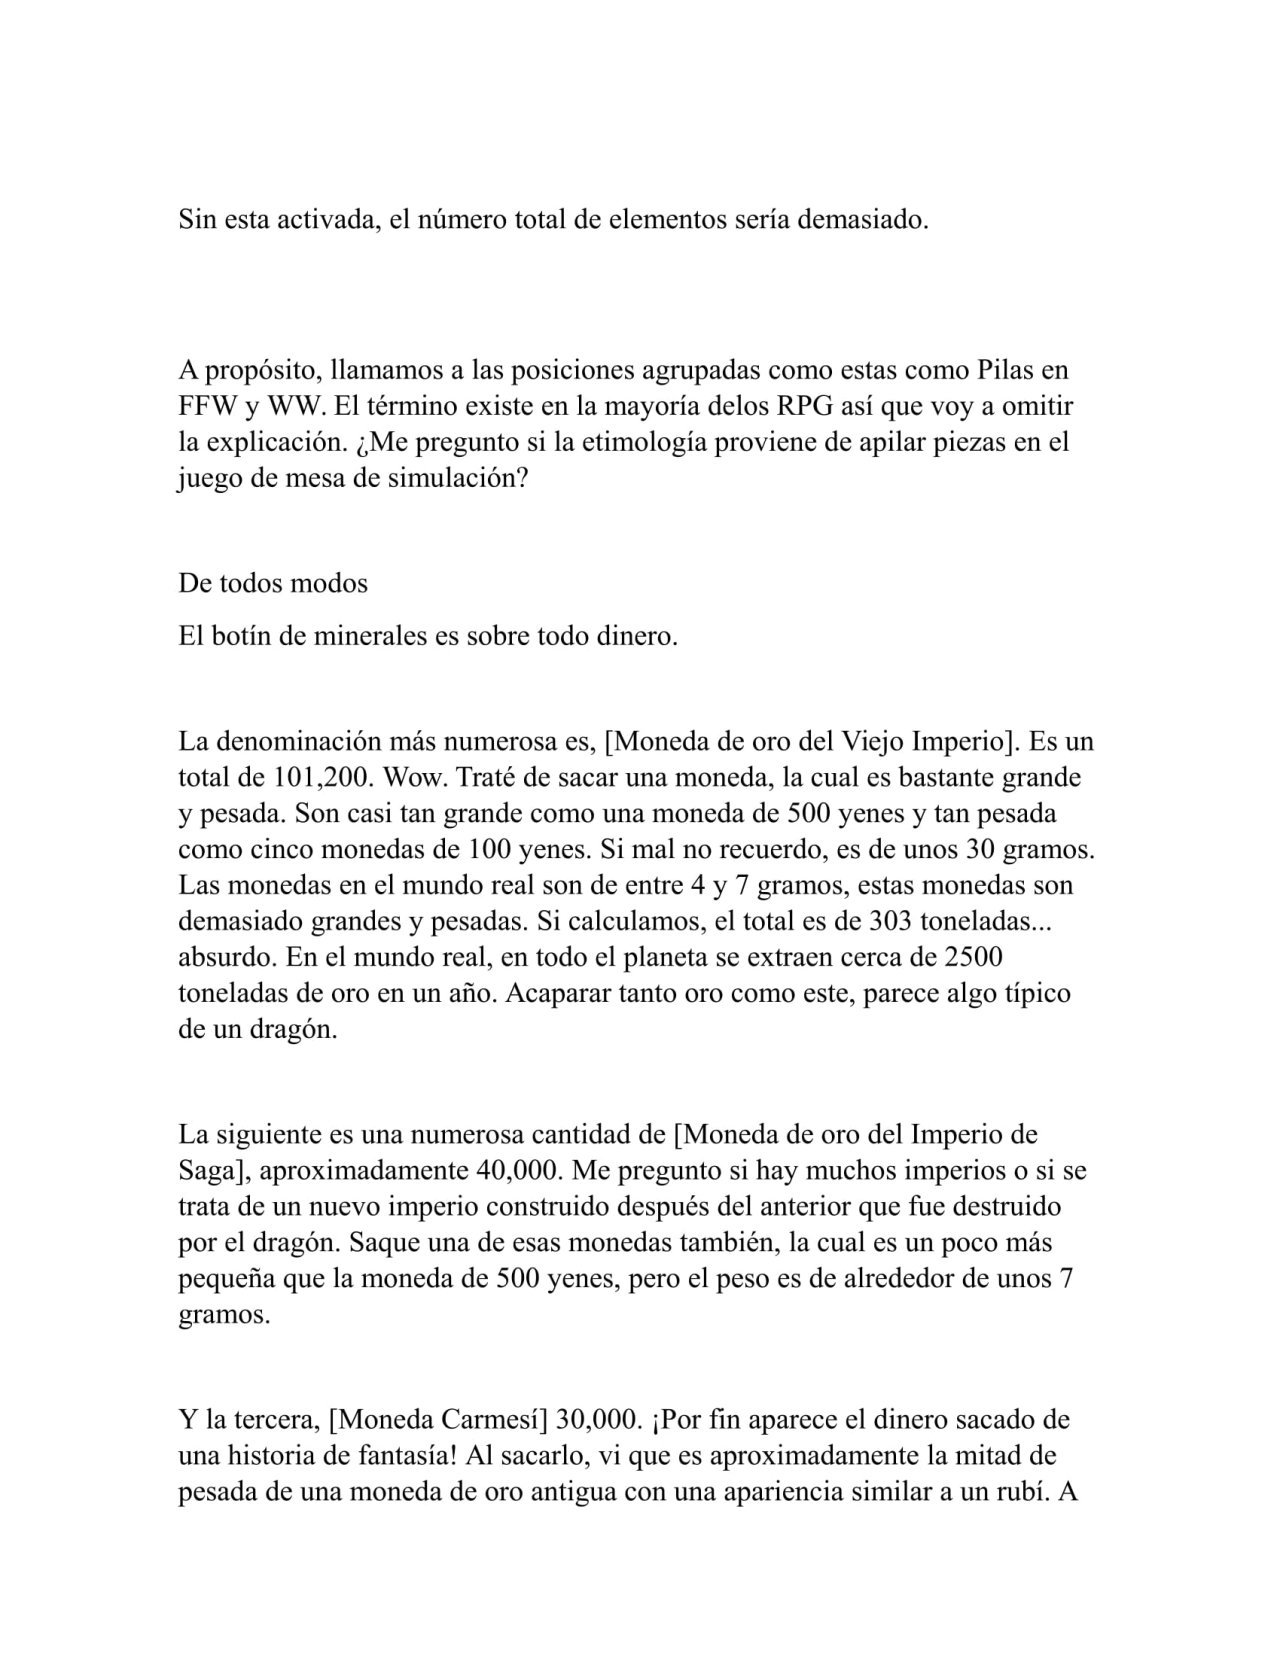 Sin esta activada, el número total de elementos sería demasiado.
A propósito, llamamos a las posiciones agrupadas como estas como Pilas en
FFW y WW. El término existe en la mayoría delos RPG así que voy a omitir
la explicación. ¿Me pregunto si la etimología proviene de apilar piezas en el
juego de mesa de simulación?
De todos modos
El botín de minerales es sobre todo dinero.
La denominación más numerosa es, [Moneda de oro del Viejo Imperio]. Es un
total de 101,200. Wow. Traté de sacar una moneda, la cual es bastante grande
y pesada. Son casi tan grande como una moneda de 500 yenes y tan pesada
como cinco monedas de 100 yenes. Si mal no recuerdo, es de unos 30 gramos.
Las monedas en el mundo real son de entre 4 y 7 gramos, estas monedas son
demasiado grandes y pesadas. Si calculamos, el total es de 303 toneladas...
absurdo. En el mundo real, en todo el planeta se extraen cerca de 2500
toneladas de oro en un año. Acaparar tanto oro como este, parece algo típico
de un dragón.
La siguiente es una numerosa cantidad de [Moneda de oro del Imperio de
Saga], aproximadamente 40,000. Me pregunto si hay muchos imperios o si se
trata de un nuevo imperio construido después del anterior que fue destruido
por el dragón. Saque una de esas monedas también, la cual es un poco más
pequeña que la moneda de 500 yenes, pero el peso es de alrededor de unos 7
gramos.
Y la tercera, [Moneda Carmesí] 30,000. ¡Por fin aparece el dinero sacado de
una historia de fantasía! Al sacarlo, vi que es aproximadamente la mitad de
pesada de una moneda de oro antigua con una apariencia similar a un rubí. A